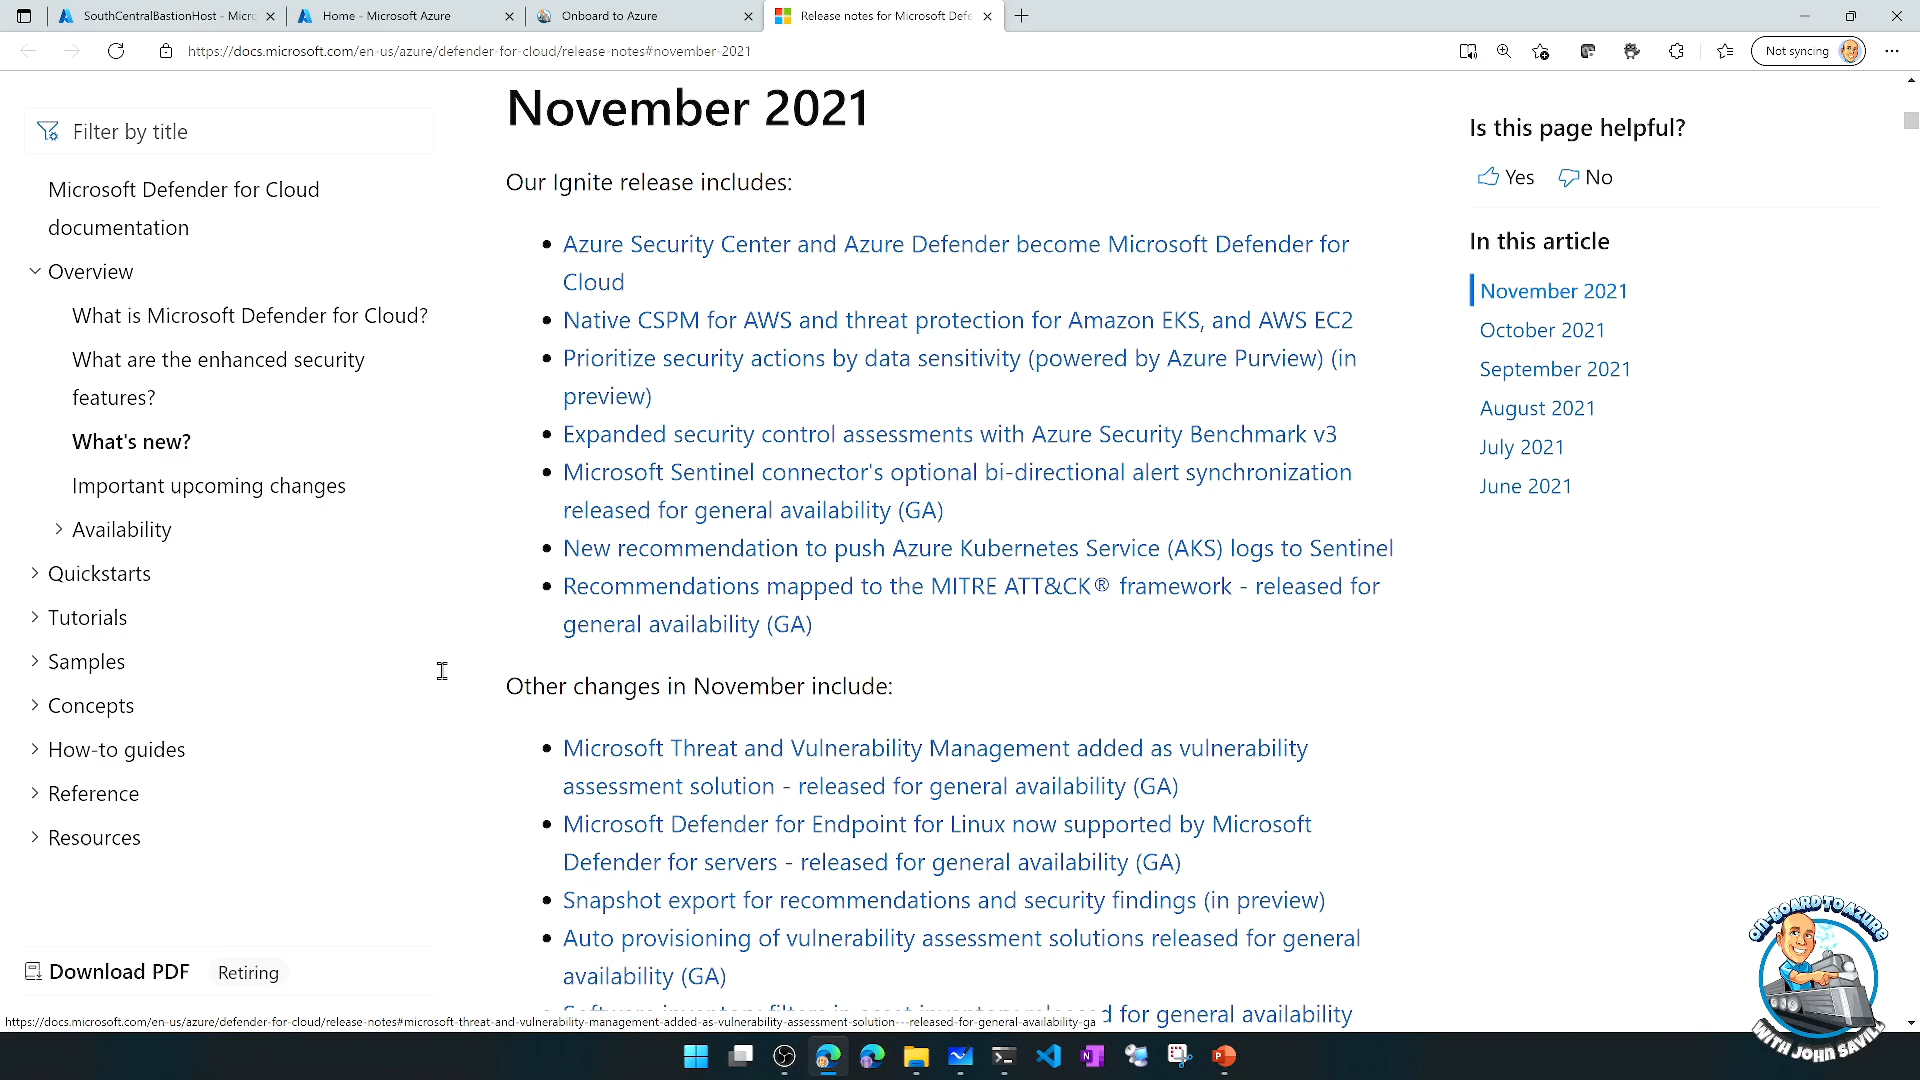 SouthCentralBastionHost - Micro
Home - Microsoft Azure
Onboard to Azure
Release notes for Microsoft Defe
https://docs.microsoft.com/en-us/azure/defender-for-cloud/release-notes#november-2021
Not syncing
Filter by title
Microsoft Defender for Cloud
documentation
Overview
What is Microsoft Defender for Cloud?
What are the enhanced security
features?
What's new?
Important upcoming changes
Availability
Quickstarts
Tutorials
Samples
Concepts
How-to guides
Reference
Resources
Download PDF
Retiring
November 2021
Our Ignite release includes:
Azure Security Center and Azure Defender become Microsoft Defender for
Cloud
Native CSPM for AWS and threat protection for Amazon EKS, and AWS EC2
Prioritize security actions by data sensitivity (powered by Azure Purview) (in
preview)
Expanded security control assessments with Azure Security Benchmark v3
Microsoft Sentinel connector's optional bi-directional alert synchronization
released for general availability (GA)
New recommendation to push Azure Kubernetes Service (AKS) logs to Sentinel
Recommendations mapped to the MITRE ATT&CK® framework - released for
general availability (GA)
Other changes in November include:
Microsoft Threat and Vulnerability Management added as vulnerability
assessment solution - released for general availability (GA)
Microsoft Defender for Endpoint for Linux now supported by Microsoft
Defender for servers - released for general availability (GA)
Snapshot export for recommendations and security findings (in preview)
Auto provisioning of vulnerability assessment solutions released for general
availability (GA)
Software inventory filters in asset inventory released for general availability
Is this page helpful?
Yes
No
In this article
November 2021
October 2021
September 2021
August 2021
July 2021
June 2021
https://docs.microsoft.com/en-us/azure/defender-for-cloud/release-notes#microsoft-threat-and-vulnerability-management-added-as-vulnerability-assessment-solution---released-for-general-availability-ga
ON-BOARD TO AZURE
WITH JOHN SAVILL